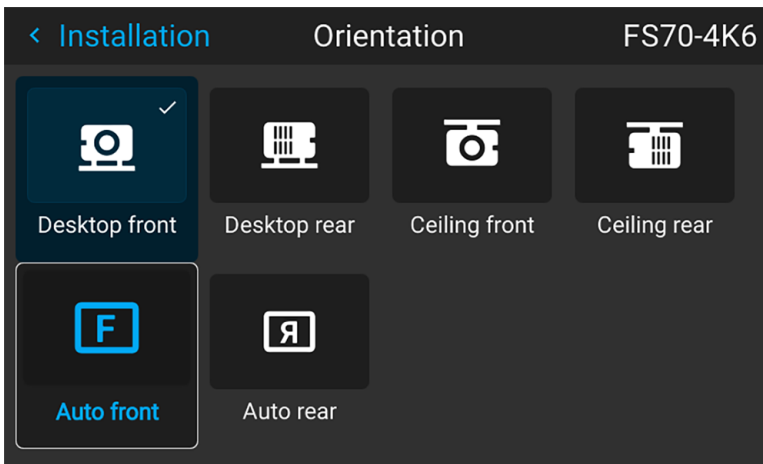 < Installation Orientation FS70-4K6
Desktop front Desktop rear Ceiling front Ceiling rear
F R
Auto front Auto rear